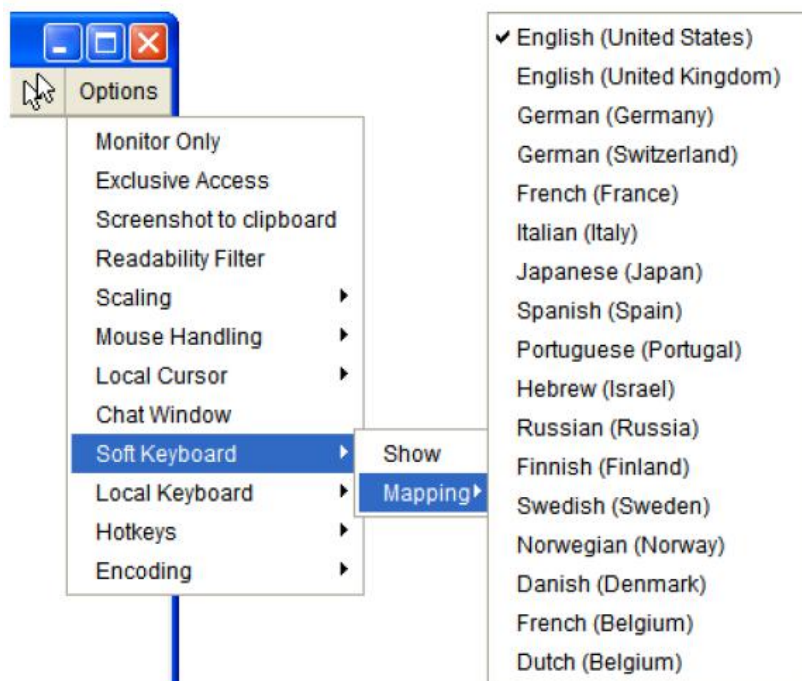 Options
Monitor Only
Exclusive Access
Screenshot to clipboard
Readability Filter
Scaling
Mouse Handling
Local Cursor
Chat Window
Soft Keyboard
Local Keyboard
Hotkeys
Encoding
Show
Mapping
English (United States)
English (United Kingdom)
German (Germany)
German (Switzerland)
French (France)
Italian (Italy)
Japanese (Japan)
Spanish (Spain)
Portuguese (Portugal)
Hebrew (Israel)
Russian (Russia)
Finnish (Finland)
Swedish (Sweden)
Norwegian (Norway)
Danish (Denmark)
French (Belgium)
Dutch (Belgium)